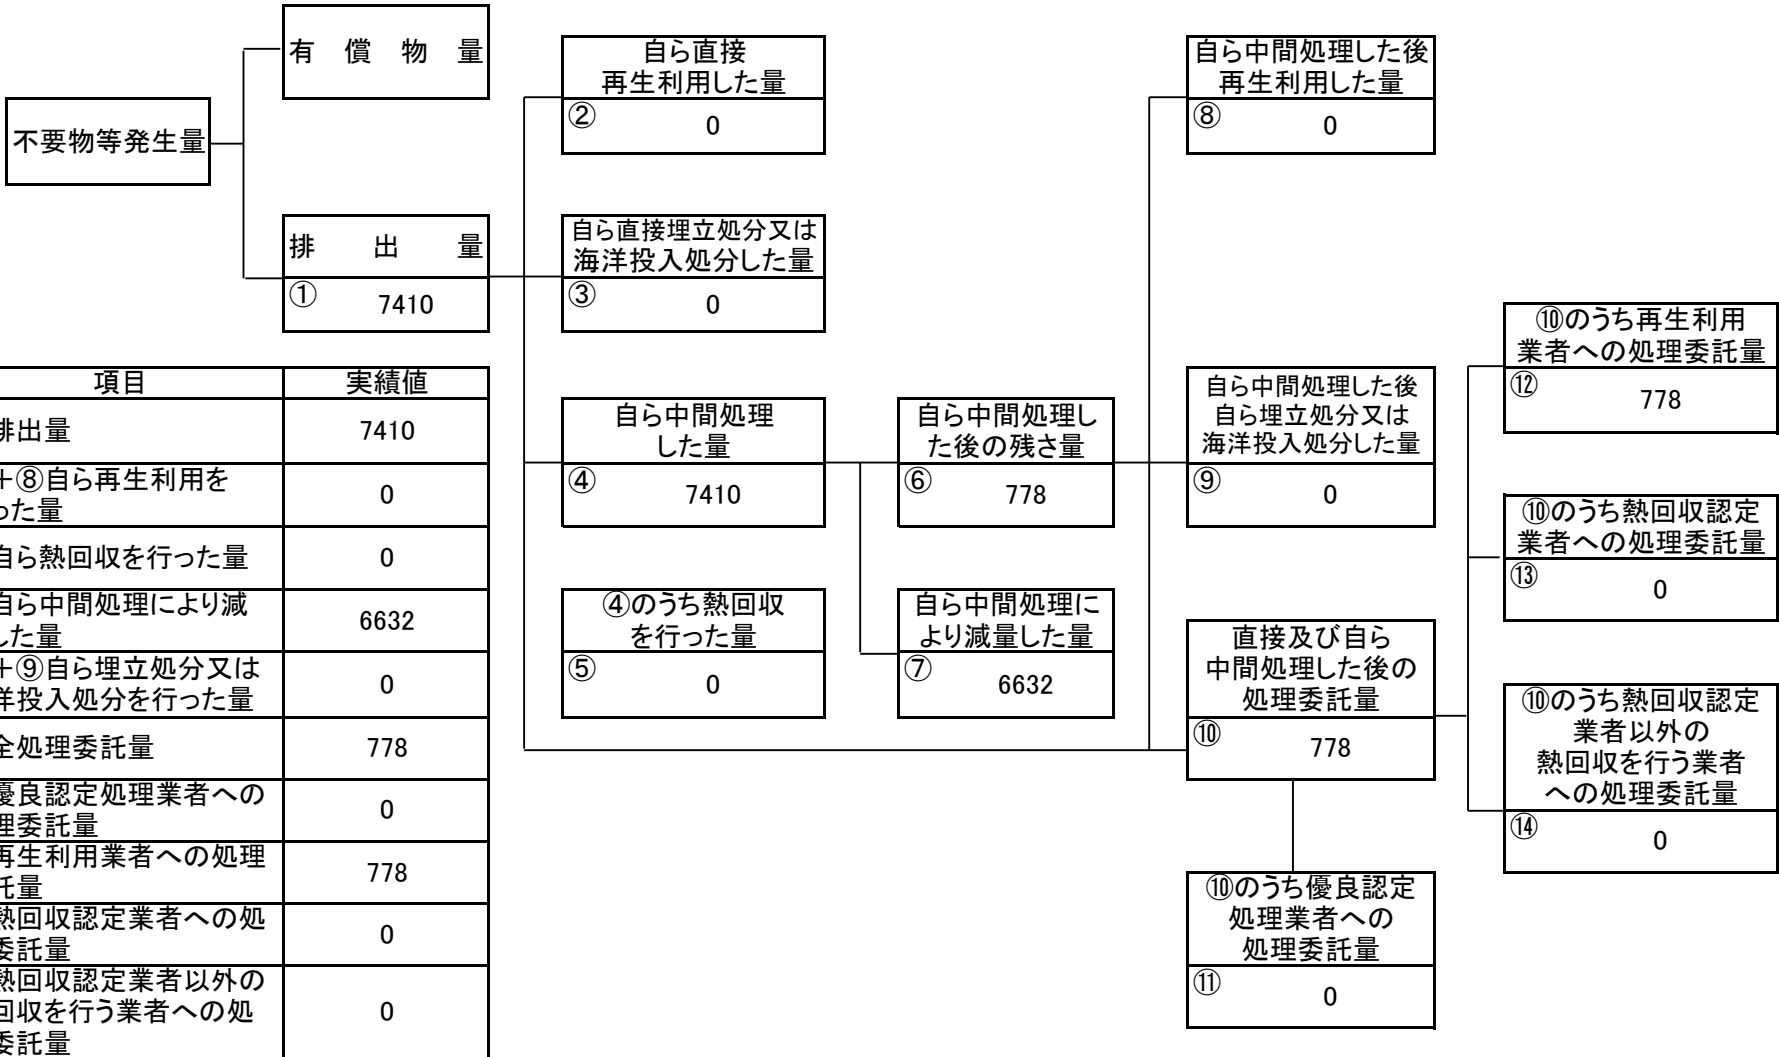 有償物量
不要物等発生量
排出量
①
7410
自ら直接
再生利用した量
②
0
自ら直接埋立処分又は
海洋投入処分した量
③
0
自ら中間処理
した量
④
7410
④のうち熱回収
を行った量
⑤
0
自ら中間処理し
た後の残さ量
⑥
778
自ら中間処理に
より減量した量
⑦
6632
自ら中間処理した後
再生利用した量
⑧
0
自ら中間処理した後
自ら埋立処分又は
海洋投入処分した量
⑨
0
直接及び自ら
中間処理した後の
処理委託量
⑩
778
⑩のうち優良認定
処理業者への
処理委託量
⑪
0
⑩のうち再生利用
業者への処理委託量
⑫
778
⑩のうち熱回収認定
業者への処理委託量
⑬
0
⑩のうち熱回収認定
業者以外の
熱回収を行う業者
への処理委託量
⑭
0
項目
実績値
排出量
7410
+⑧自ら再生利用を
った量
0
自ら熱回収を行った量
0
自ら中間処理により減
した量
6632
+⑨自ら埋立処分又は
洋投入処分を行った量
0
全処理委託量
778
優良認定処理業者への
理委託量
0
再生利用業者への処理
託量
778
熱回収認定業者への処
委託量
0
熱回収認定業者以外の
回収を行う業者への処
委託量
0